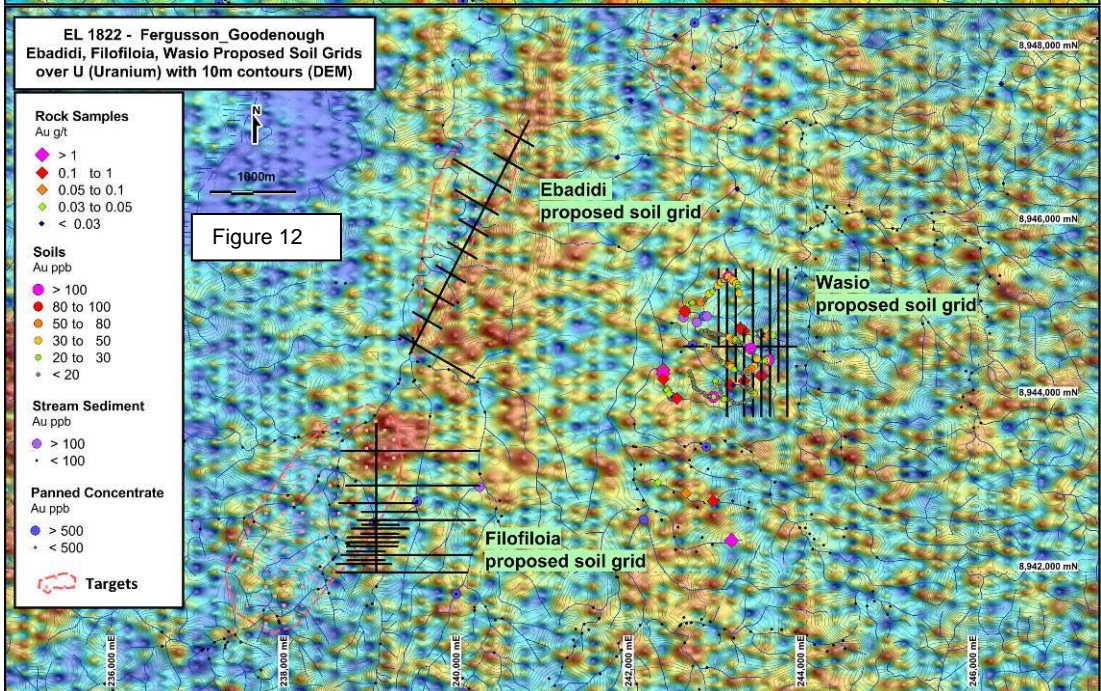 EL 1822 - Fergusson_Goodenough
Ebadidi, Filofiloia, Wasio Proposed Soil Grids
over U (Uranium) with 10m contours (DEM)
Rock Samples
Au g/t
> 1
0.1 to 1
0.05 to 0.1
0.03 to 0.05
< 0.03
Soils
Au ppb
> 100
80 to 100
50 to 80
30 to 50
20 to 30
< 20
Stream Sediment
Au ppb
> 100
< 100
Panned Concentrate
Au ppb
> 500
< 500
Targets
N
1000m
Figure 12
Ebadidi
proposed soil grid
Wasio
proposed soil grid
Filofiloia
proposed soil grid
8,948,000 mN
8,946,000 mN
8,944,000 mN
8,942,000 mN
236,000 mE
238,000 mE
240,000 mE
242,000 mE
244,000 mE
246,000 mE